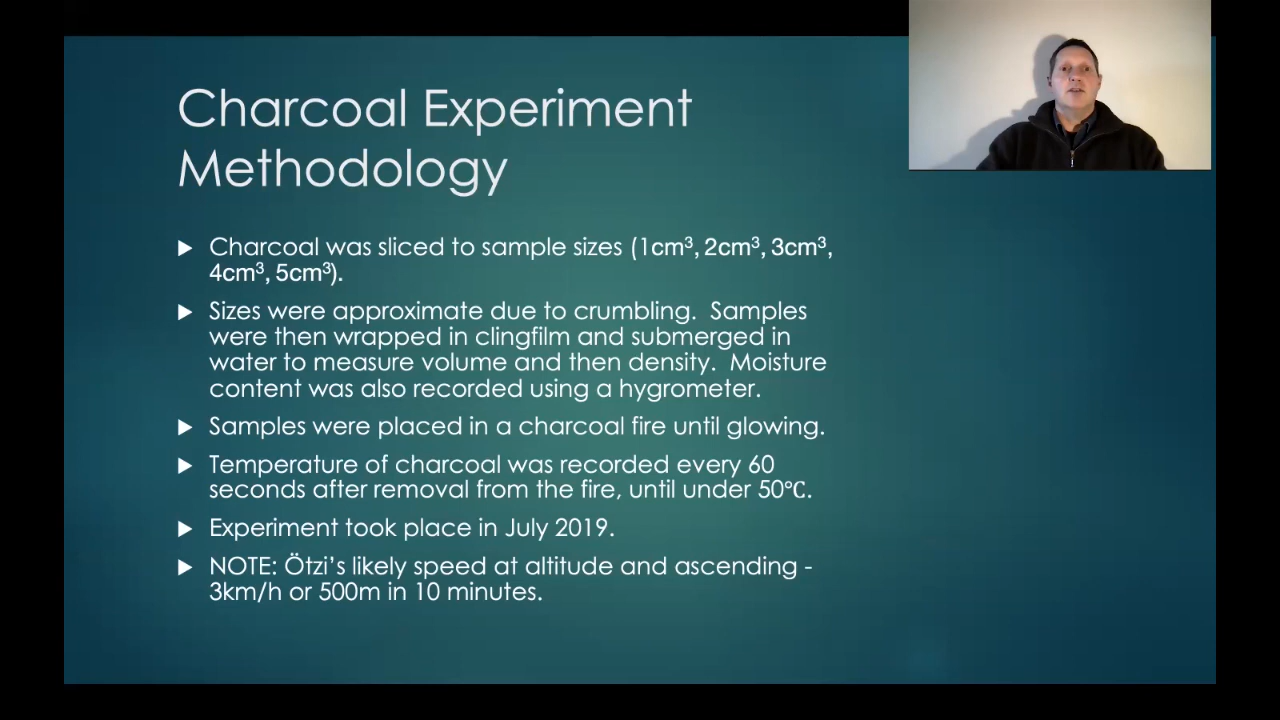 Charcoal Experiment
Methodology
Charcoal was sliced to sample sizes (1cm³, 2cm³, 3cm³,
4cm³, 5cm³).
Sizes were approximate due to crumbling.  Samples
were then wrapped in clingfilm and submerged in
water to measure volume and then density.  Moisture
content was also recorded using a hygrometer.
Samples were placed in a charcoal fire until glowing.
Temperature of charcoal was recorded every 60
seconds after removal from the fire, until under 50℃.
Experiment took place in July 2019.
NOTE: Ötzi’s likely speed at altitude and ascending -
3km/h or 500m in 10 minutes.